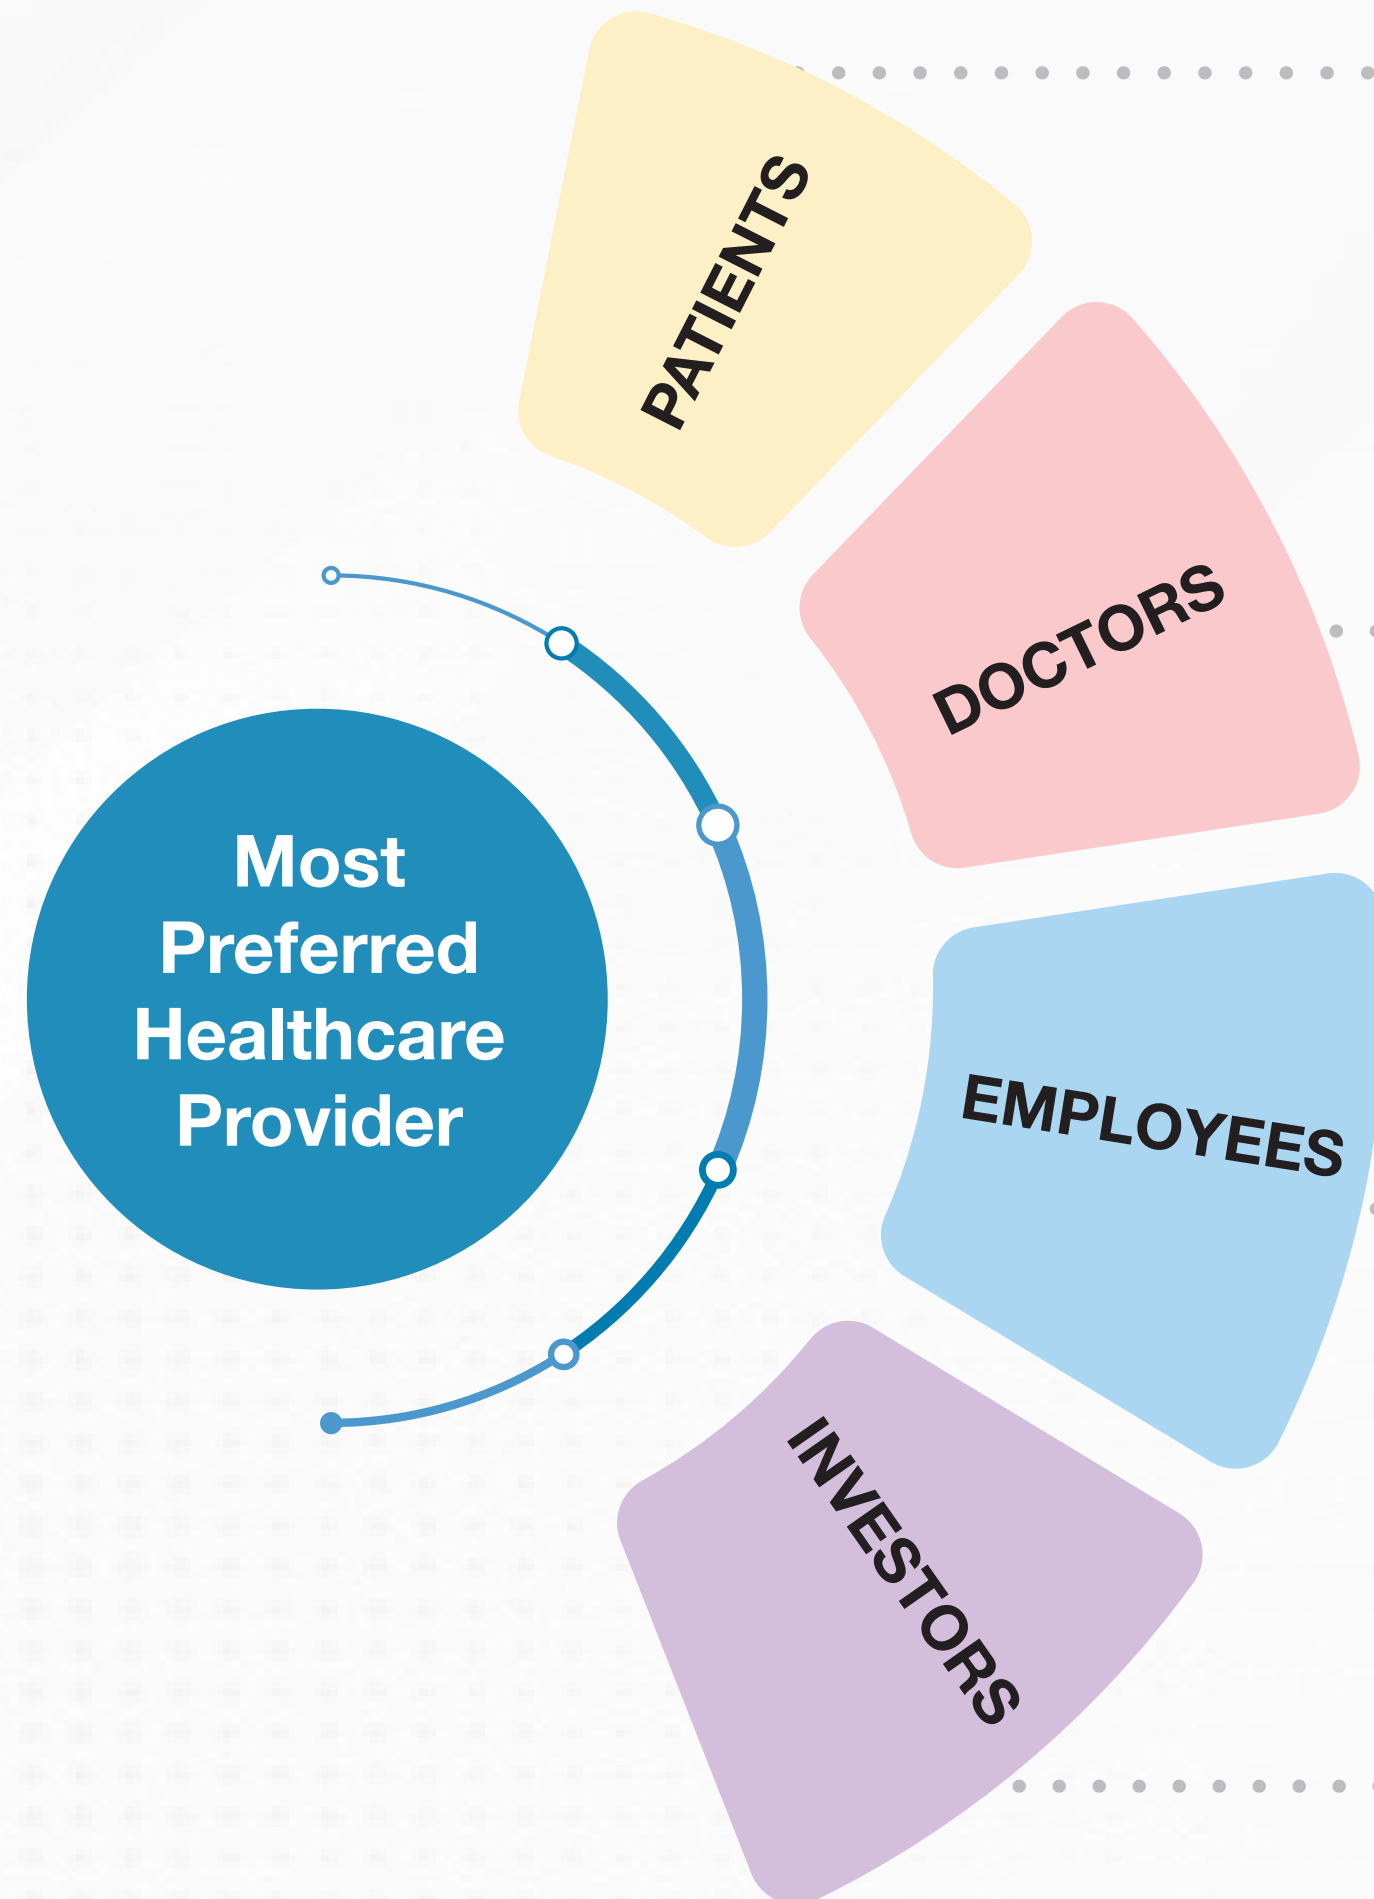 PATIENTS
DOCTORS
Most
Preferred
Healthcare
Provider
EMPLOYEES
INVESTORS